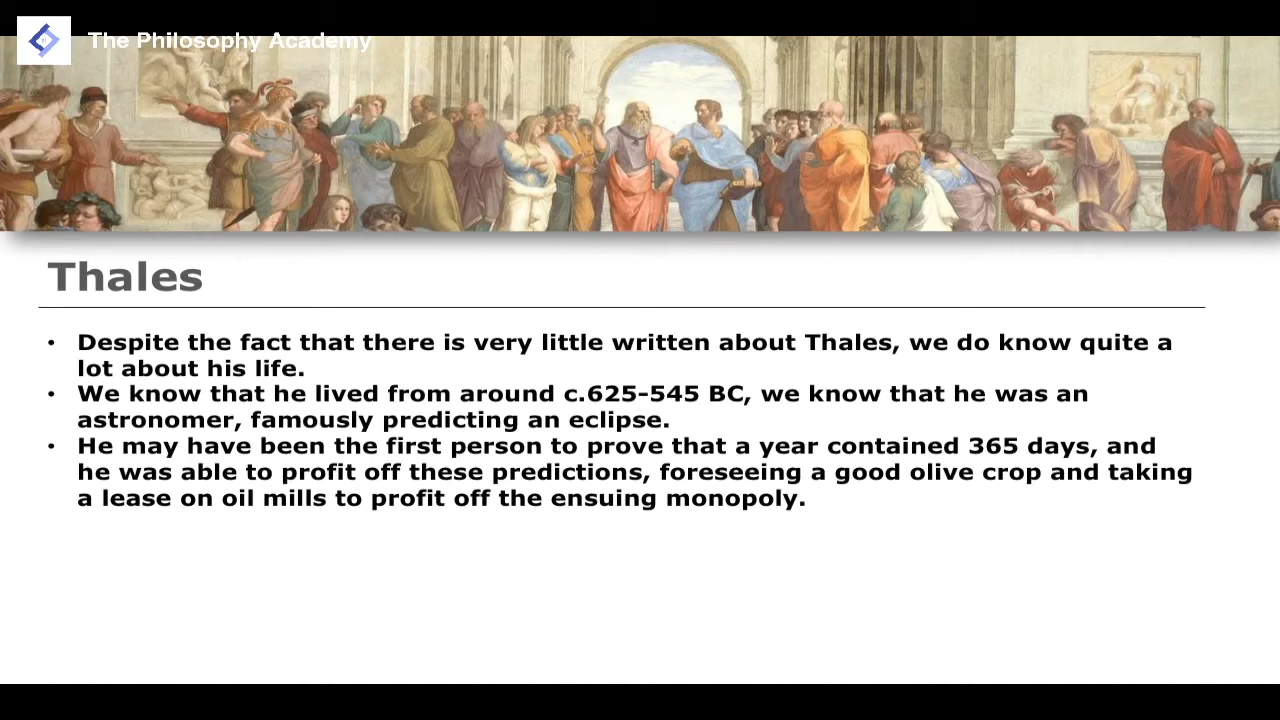 The Philosophy Academy
Thales
• Despite the fact that there is very little written about Thales, we do know quite a
lot about his life.
• We know that he lived from around c.625-545 BC, we know that he was an
astronomer, famously predicting an eclipse.
• He may have been the first person to prove that a year contained 365 days, and
he was able to profit off these predictions, foreseeing a good olive crop and taking
a lease on oil mills to profit off the ensuing monopoly.